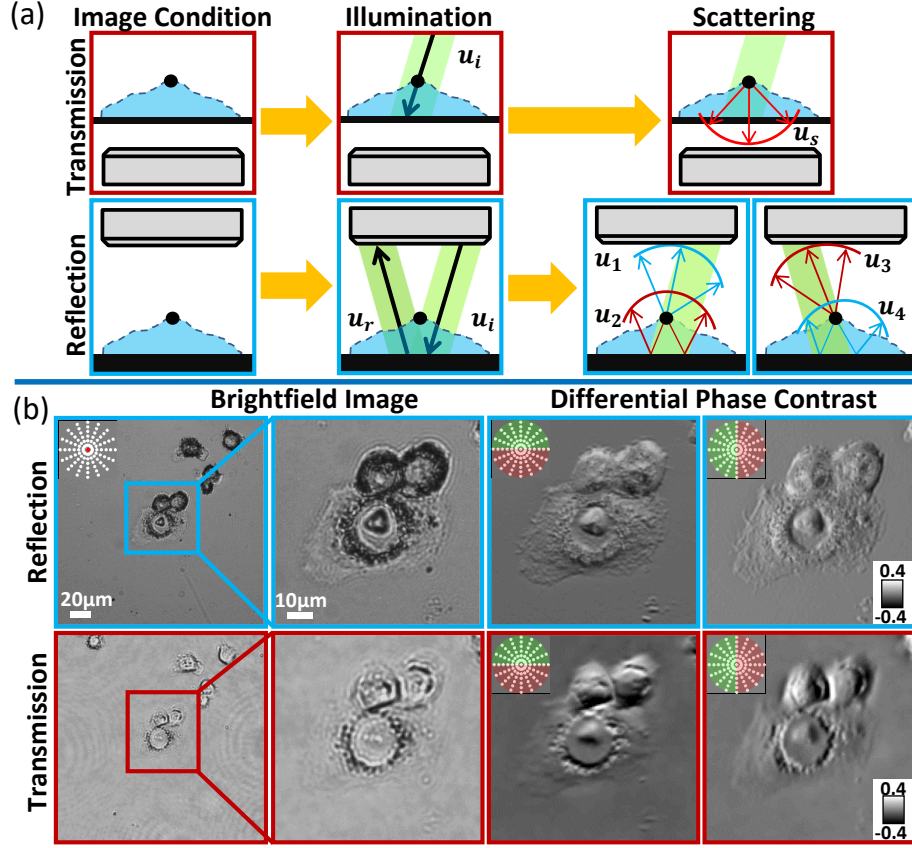 (a)
Image Condition
Illumination
Scattering
Transmission
u_i
u_s
Reflection
u_r
u_i
u_1
u_2
u_3
u_4
(b)
Brightfield Image
Differential Phase Contrast
Reflection
20µm
10µm
0.4
-0.4
Transmission
0.4
-0.4